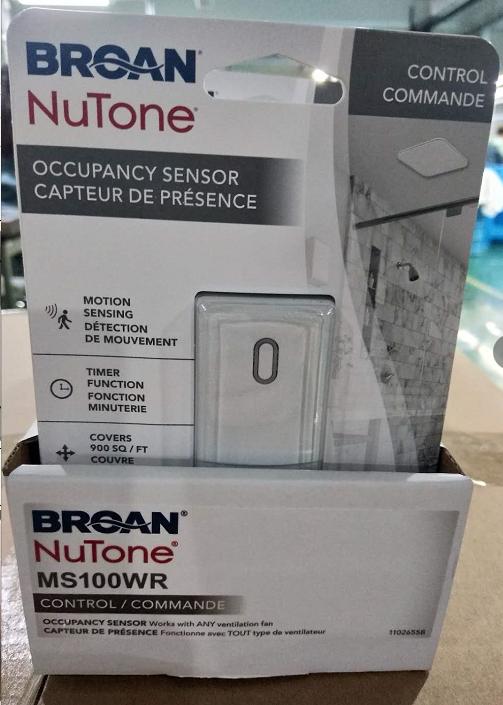 BROAN®
NuTone®
CONTROL
COMMANDE
OCCUPANCY SENSOR
CAPTEUR DE PRÉSENCE
MOTION
SENSING
DÉTECTION
DE MOUVEMENT
TIMER
FUNCTION
FONCTION
MINUTERIE
COVERS
900 SQ / FT
COUVRE
BROAN®
NuTone®
MS100WR
CONTROL / COMMANDE
OCCUPANCY SENSOR Works with ANY ventilation fan
CAPTEUR DE PRÉSENCE Fonctionne avec TOUT type de ventilateur
1102655B